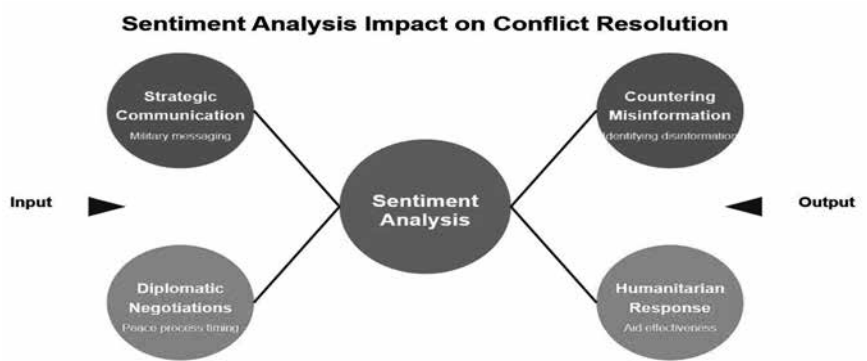 Sentiment Analysis Impact on Conflict Resolution
Strategic
Communication
Military messaging
Countering
Misinformation
Identifying disinformation
Input
Sentiment
Analysis
Output
Diplomatic
Negotiations
Peace process timing
Humanitarian
Response
Aid effectiveness